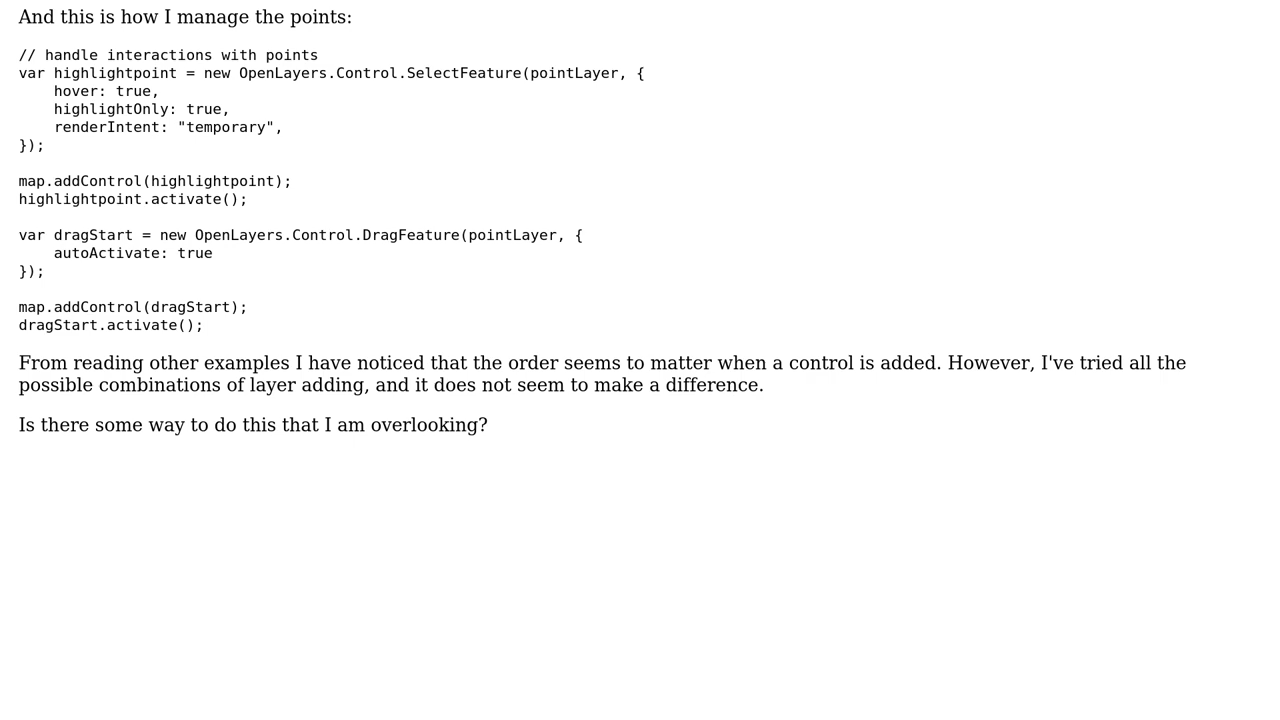 And this is how I manage the points:
// handle interactions with points
var highlightpoint = new OpenLayers.Control.SelectFeature(pointLayer, {
    hover: true,
    highlightOnly: true,
    renderIntent: "temporary",
});
map.addControl(highlightpoint);
highlightpoint.activate();
var dragStart = new OpenLayers.Control.DragFeature(pointLayer, {
    autoActivate: true
});
map.addControl(dragStart);
dragStart.activate();
From reading other examples I have noticed that the order seems to matter when a control is added. However, I've tried all the
possible combinations of layer adding, and it does not seem to make a difference.
Is there some way to do this that I am overlooking?